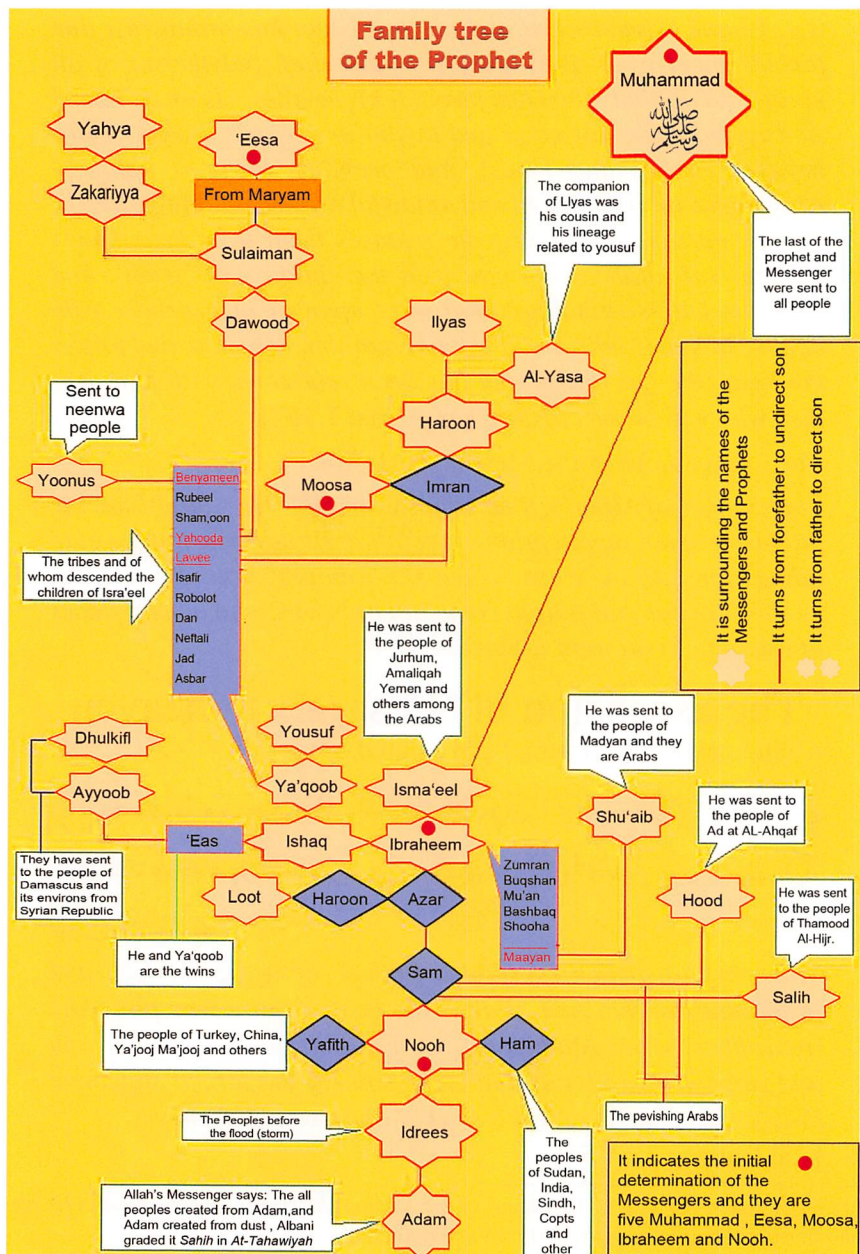 Family tree
of the Prophet
Muhammad
صلى الله
عليه
وسلم
Yahya
'Eesa
Zakariyya
From Maryam
Sulaiman
The companion
of Llyas was
his cousin and
his lineage
related to yousuf
The last of the
prophet and
Messenger
were sent to
all people
Dawood
Ilyas
Al-Yasa
Haroon
Sent to
neenwa
people
Yoonus
Moosa
Imran
Benyameen
Rubeel
Sham,oon
Yahooda
Lawee
Isafir
Robolot
Dan
Neftali
Jad
Asbar
The tribes and of
whom descended the
children of Isra'eel
It is surrounding the names of the
Messengers and Prophets
It turns from forefather to undirect son
It turns from father to direct son
He was sent to
the people of
Jurhum,
Amaliqah
Yemen and
others among
the Arabs
He was sent to
the people of
Madyan and they
are Arabs
He was sent to
the people of
Ad at AL-Ahqaf
He was sent
to the people
of Thamood
Al-Hijr.
Dhulkifl
Yousuf
Ayyoob
Ya'qoob
Isma'eel
Shu'aib
'Eas
Ishaq
Ibraheem
They have sent
to the people of
Damascus and
its environs from
Syrian Republic
Loot
Haroon
Azar
Zumran
Buqshan
Mu'an
Bashbaq
Shooha
Maayan
Hood
He and Ya'qoob
are the twins
Sam
Salih
The people of Turkey, China,
Ya'jooj Ma'jooj and others
Yafith
Nooh
Ham
The pevishing Arabs
The Peoples before
the flood (storm)
Idrees
The
peoples
of Sudan,
India,
Sindh,
Copts
and
other
Allah's Messenger says: The all
peoples created from Adam,and
Adam created from dust , Albani
graded it Sahih in At-Tahawiyah
Adam
It indicates the initial
determination of the
Messengers and they are
five Muhammad , Eesa, Moosa,
Ibraheem and Nooh.